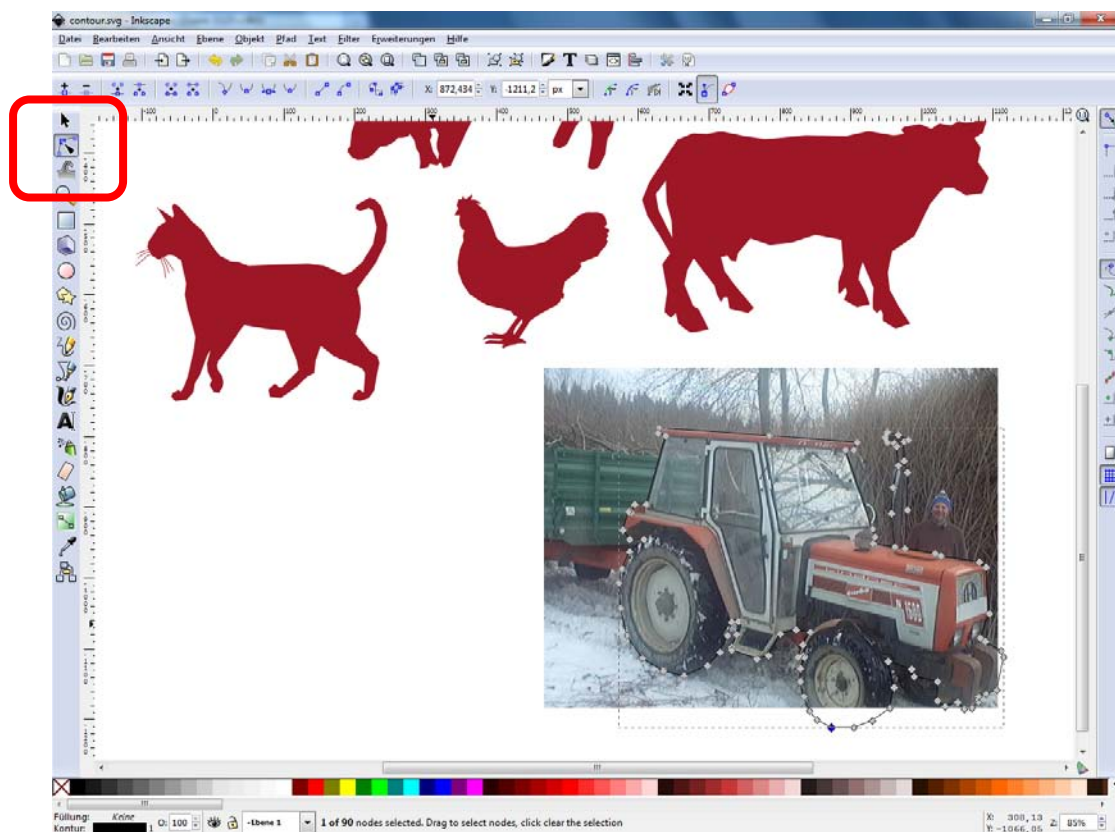 contour.svg - Inkscape
Datei Bearbeiten Ansicht Ebene Objekt Pfad Text Filter Erweiterungen Hilfe
X: 872,434 Y: -1211,2 px
Füllung: Keine
Kontur: 1 O: 100 -Ebene 1 1 of 90 nodes selected. Drag to select nodes, click clear the selection X: 308,13 Z: 85%
Y: -1066,05